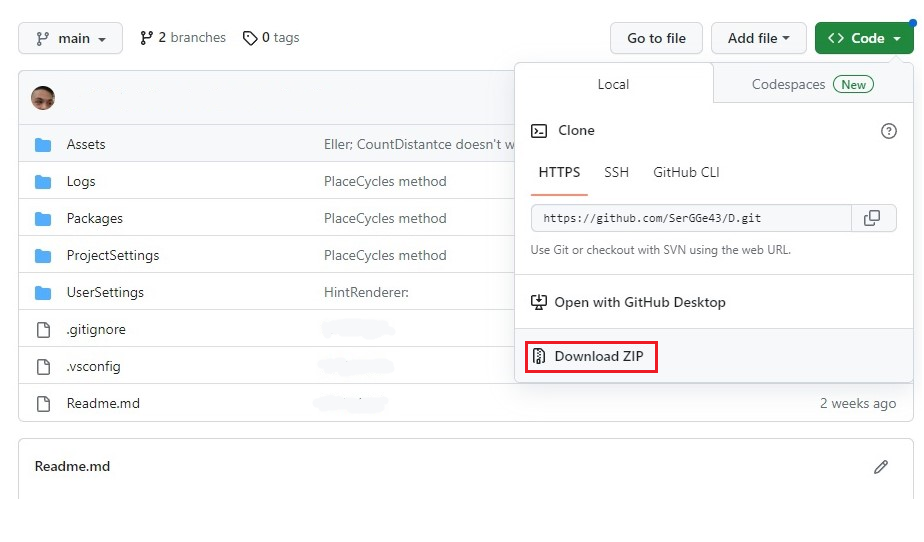 main 2 branches 0 tags Go to file Add file Code
Local Codespaces New
Clone
Assets Eller; CountDistantce doesn't w
HTTPS SSH GitHub CLI
Logs PlaceCycles method
Packages PlaceCycles method
https://github.com/SerGGe43/D.git
ProjectSettings PlaceCycles method
Use Git or checkout with SVN using the web URL.
UserSettings HintRenderer:
Open with GitHub Desktop
.gitignore
Download ZIP
.vsconfig
Readme.md 2 weeks ago
Readme.md